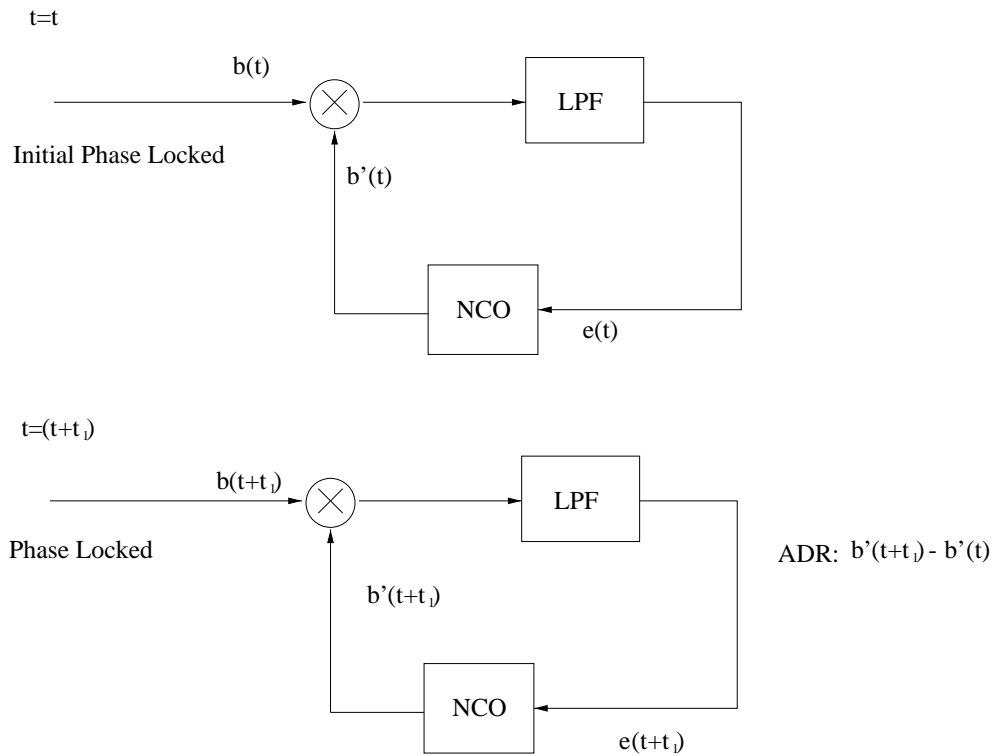 t=t
b(t)
LPF
Initial Phase Locked
b’(t)
NCO
e(t)
t=(t+t₁)
b(t+t₁)
LPF
Phase Locked
ADR: b’(t+t₁) - b’(t)
b’(t+t₁)
NCO
e(t+t₁)